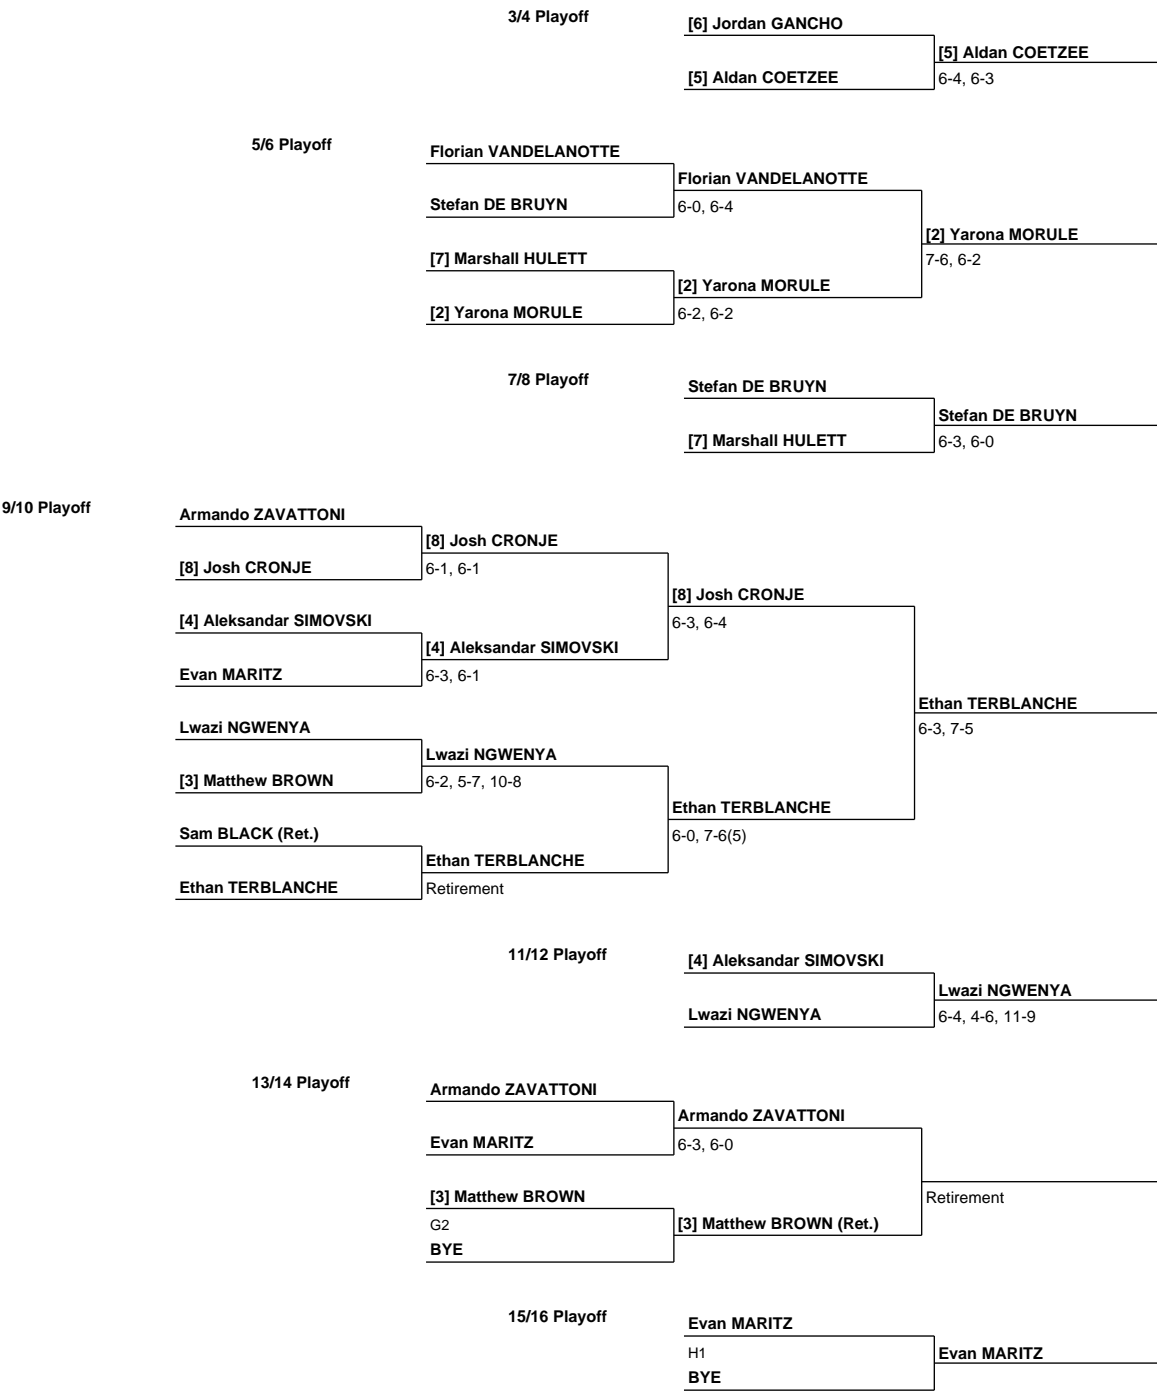 3/4 Playoff
[6] Jordan GANCHO
[5] Aldan COETZEE
[5] Aldan COETZEE
6-4, 6-3
5/6 Playoff
Florian VANDELANOTTE
Florian VANDELANOTTE
Stefan DE BRUYN
6-0, 6-4
[2] Yarona MORULE
[7] Marshall HULETT
7-6, 6-2
[2] Yarona MORULE
[2] Yarona MORULE
6-2, 6-2
7/8 Playoff
Stefan DE BRUYN
Stefan DE BRUYN
[7] Marshall HULETT
6-3, 6-0
9/10 Playoff
Armando ZAVATTONI
[8] Josh CRONJE
[8] Josh CRONJE
6-1, 6-1
[8] Josh CRONJE
[4] Aleksandar SIMOVSKI
6-3, 6-4
[4] Aleksandar SIMOVSKI
Evan MARITZ
6-3, 6-1
Ethan TERBLANCHE
Lwazi NGWENYA
6-3, 7-5
Lwazi NGWENYA
[3] Matthew BROWN
6-2, 5-7, 10-8
Ethan TERBLANCHE
Sam BLACK (Ret.)
6-0, 7-6(5)
Ethan TERBLANCHE
Ethan TERBLANCHE
Retirement
11/12 Playoff
[4] Aleksandar SIMOVSKI
Lwazi NGWENYA
Lwazi NGWENYA
6-4, 4-6, 11-9
13/14 Playoff
Armando ZAVATTONI
Armando ZAVATTONI
Evan MARITZ
6-3, 6-0
[3] Matthew BROWN
Retirement
G2
[3] Matthew BROWN (Ret.)
BYE
15/16 Playoff
Evan MARITZ
H1
Evan MARITZ
BYE